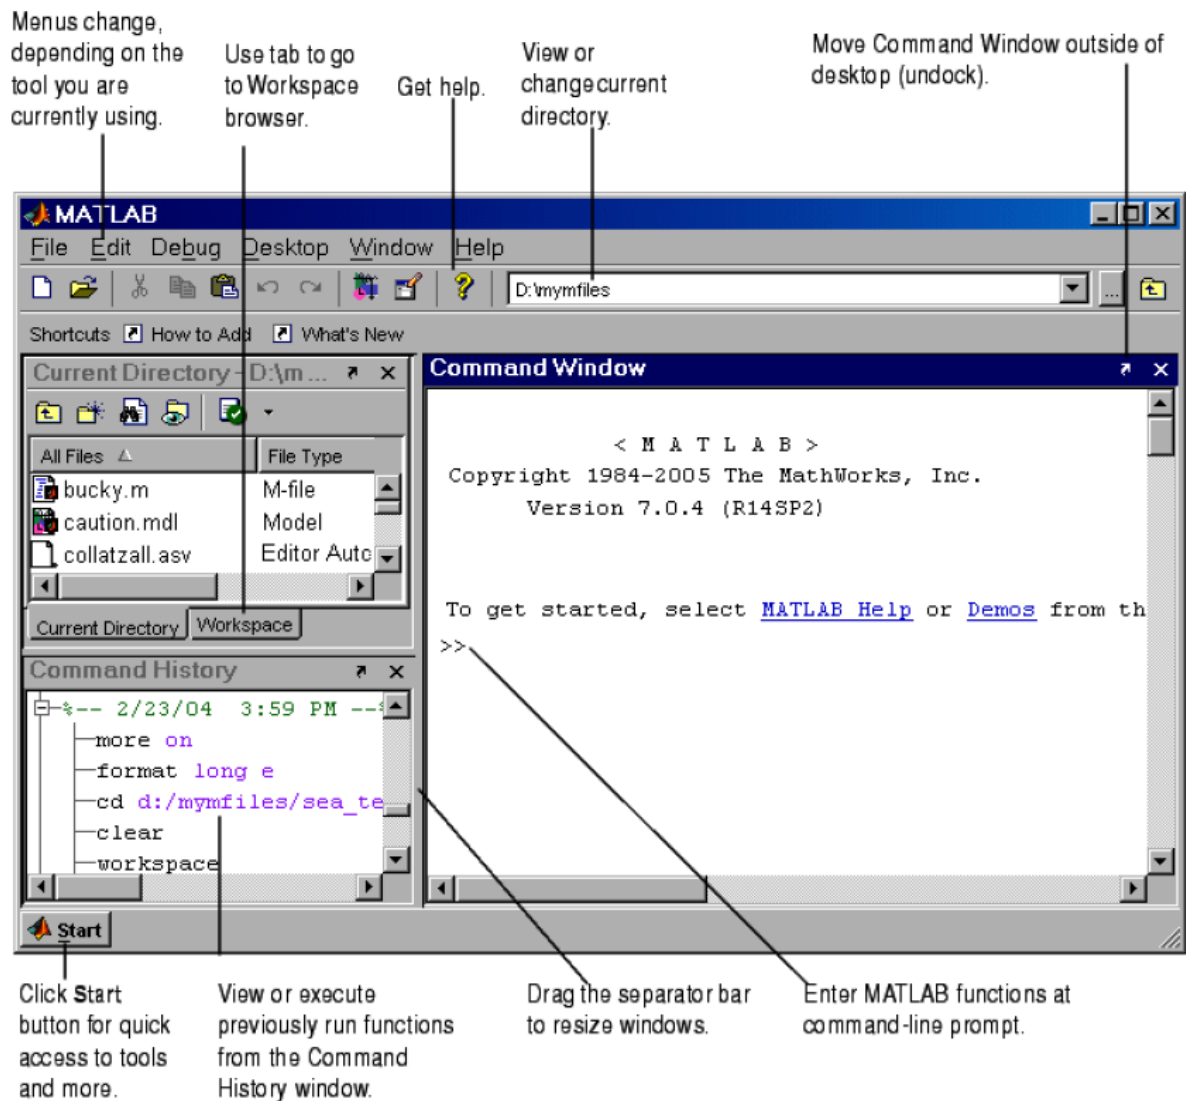 Menus change,
depending on the
tool you are
currently using.
Use tab to go
to Workspace
browser.
Get help.
View or
change current
directory.
Move Command Window outside of
desktop (undock).
MATLAB
File Edit Debug Desktop Window Help
D:\mymfiles
...
Shortcuts How to Add What's New
Current Directory - D:\m...
All Files File Type
bucky.m M-file
caution.mdl Model
collatzall.asv Editor Autc
Current Directory Workspace
Command History
%-- 2/23/04 3:59 PM --%
more on
format long e
cd d:/mymfiles/sea_te
clear
workspace
Command Window
< M A T L A B >
Copyright 1984-2005 The MathWorks, Inc.
Version 7.0.4 (R14SP2)
To get started, select MATLAB Help or Demos from th
>>
Start
Click Start
button for quick
access to tools
and more.
View or execute
previously run functions
from the Command
History window.
Drag the separator bar
to resize windows.
Enter MATLAB functions at
command-line prompt.